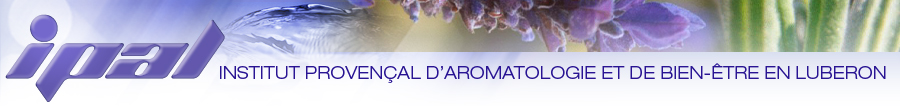 ipal
INSTITUT PROVENÇAL D'AROMATOLOGIE ET DE BIEN-ÊTRE EN LUBERON